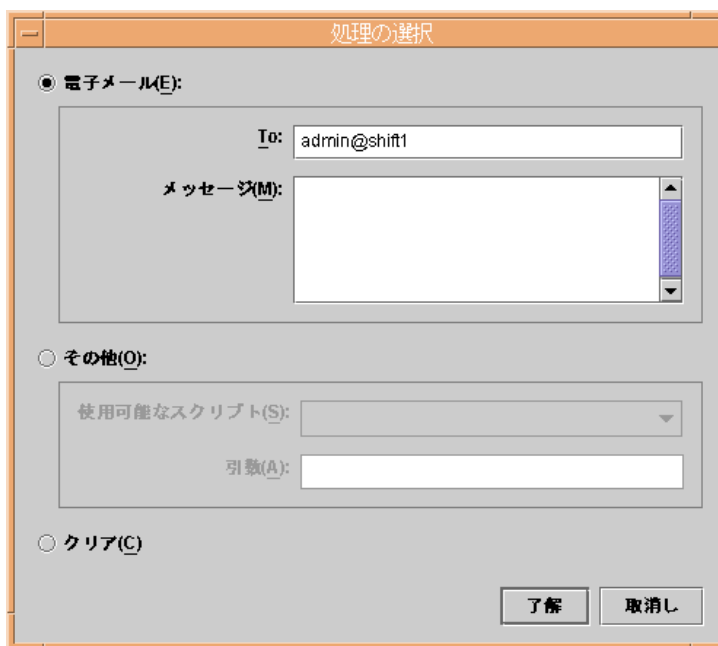 処理の選択
電子メール(E):
To: admin@shift1
メッセージ(M):
その他(O):
使用可能なスクリプト(S):
引数(A):
クリア(C)
了解 取消し